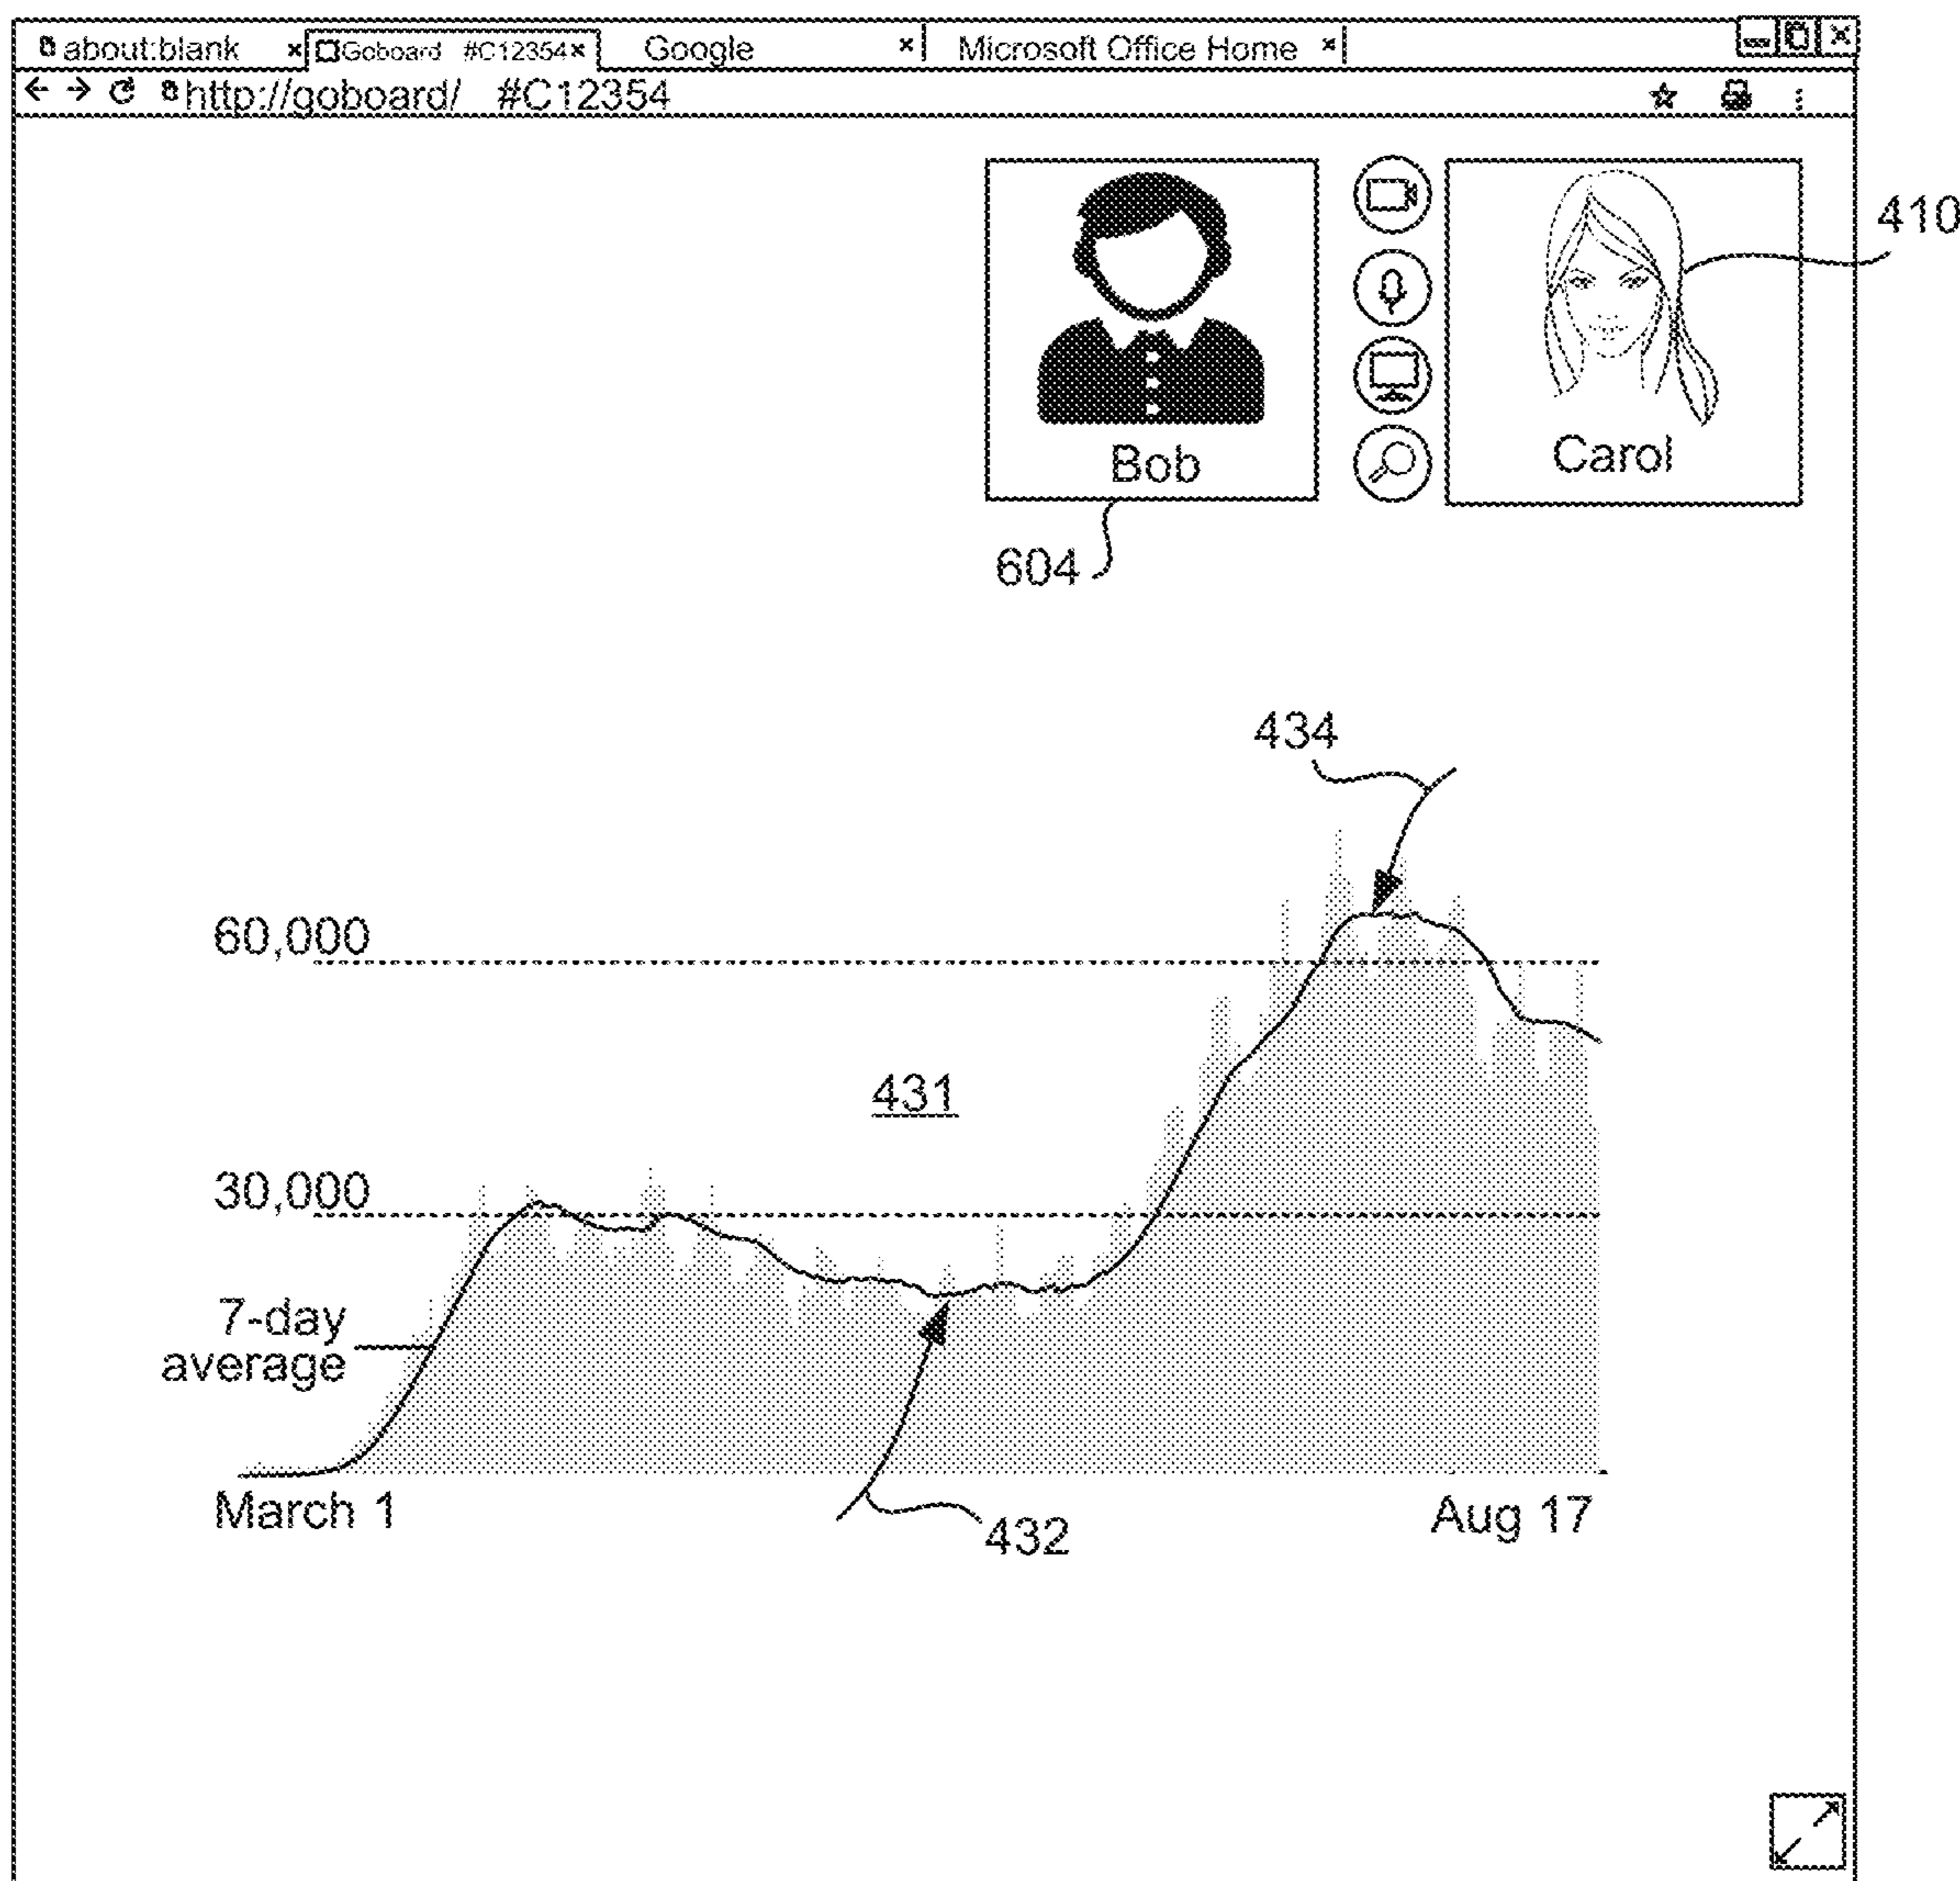 about:blank
Goboard #C12354
Google
Microsoft Office Home
http://goboard/ #C12354
410
Bob
Carol
604
434
60,000
431
30,000
7-day
average
March 1
Aug 17
432